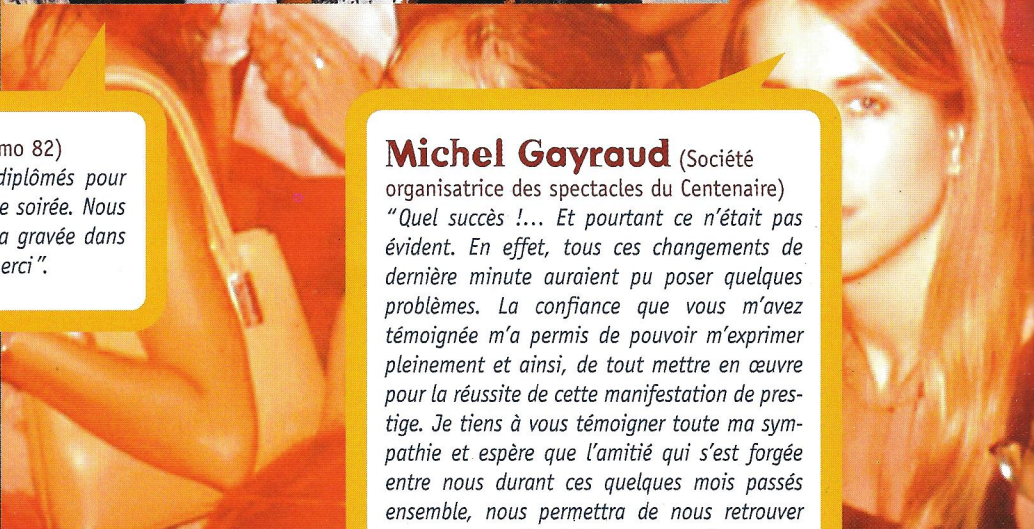 mo 82)
diplômés pour
e soirée. Nous
a gravée dans
erci".
Michel Gayraud (Société
organisatrice des spectacles du Centenaire)
"Quel succès !... Et pourtant ce n'était pas
évident. En effet, tous ces changements de
dernière minute auraient pu poser quelques
problèmes. La confiance que vous m'avez
témoignée m'a permis de pouvoir m'exprimer
pleinement et ainsi, de tout mettre en œuvre
pour la réussite de cette manifestation de pres-
tige. Je tiens à vous témoigner toute ma sym-
pathie et espère que l'amitié qui s'est forgée
entre nous durant ces quelques mois passés
ensemble, nous permettra de nous retrouver